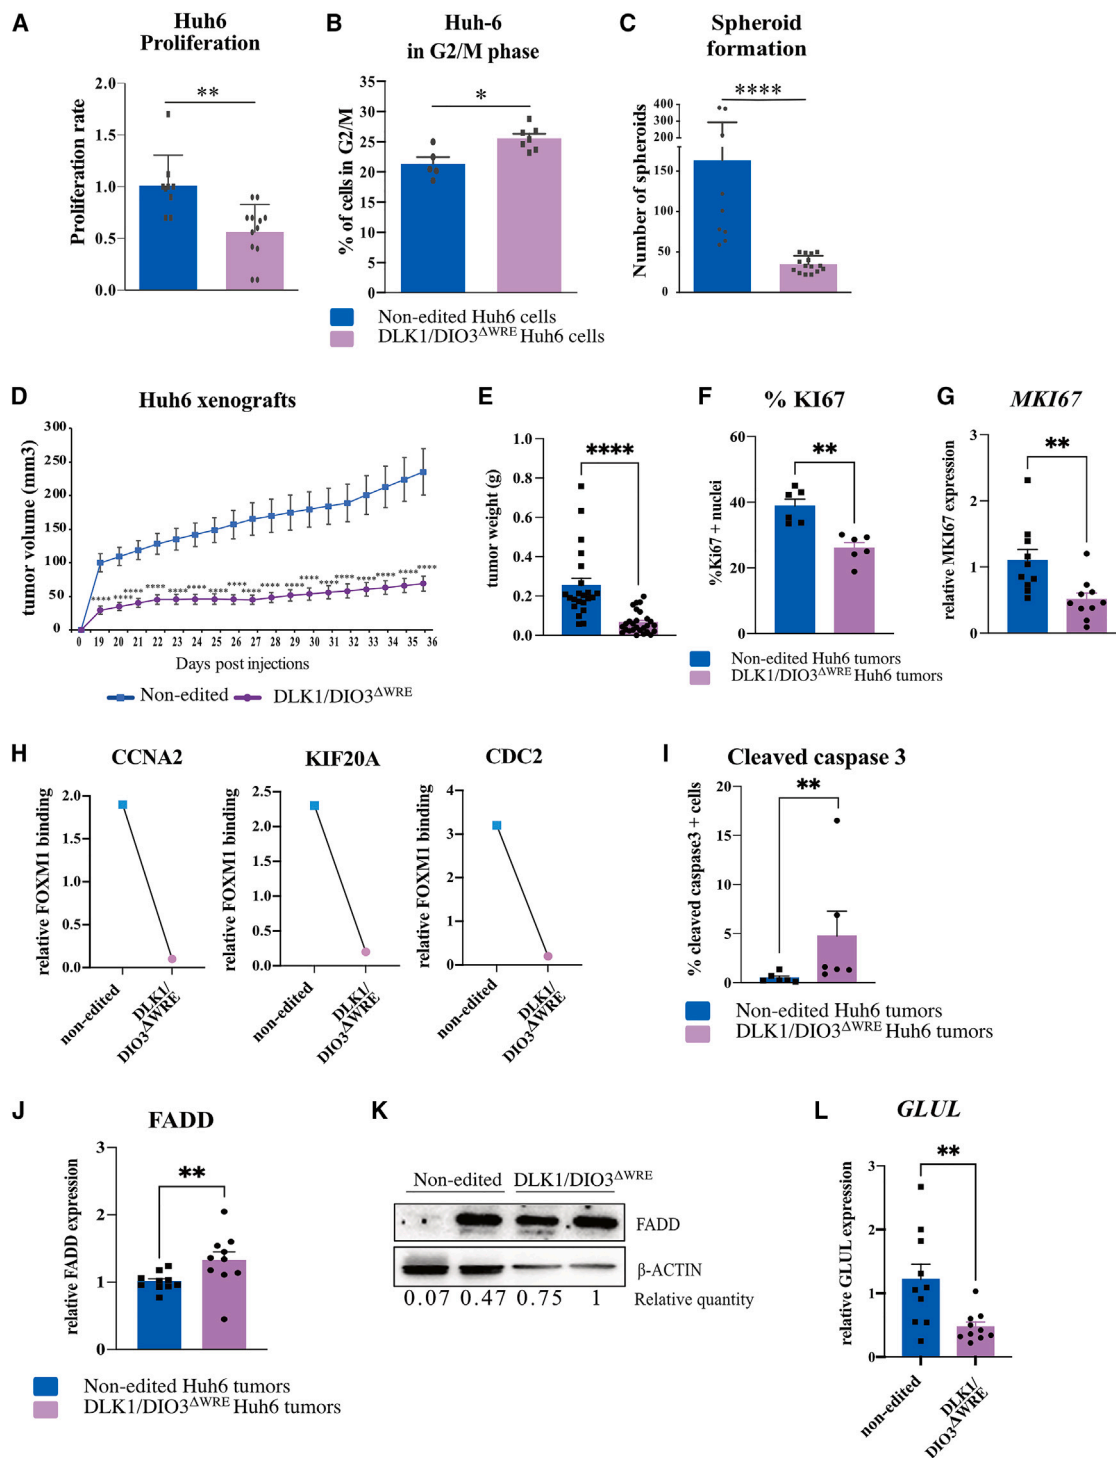 A
Huh6
Proliferation
Proliferation rate
2.0
1.5
1.0
0.5
0.0
**
B
Huh-6
in G2/M phase
% of cells in G2/M
35
30
25
20
15
10
5
0
*
C
Spheroid
formation
Number of spheroids
400
300
200
150
100
50
0
****
Non-edited Huh6 cells
DLK1/DIO3ΔWRE Huh6 cells
D
Huh6 xenografts
tumor volume (mm3)
300
250
200
150
100
50
0
**** **** **** **** **** **** **** **** **** **** **** **** **** **** **** **** **** ****
0 19 20 21 22 23 24 25 26 27 28 29 30 31 32 33 34 35 36
Days post injections
Non-edited DLK1/DIO3ΔWRE
E
tumor weight (g)
1.0
0.8
0.6
0.4
0.2
0.0
****
F
% KI67
%Ki67 + nuclei
60
40
20
0
**
G
MKI67
relative MKI67 expression
3
2
1
0
**
Non-edited Huh6 tumors
DLK1/DIO3ΔWRE Huh6 tumors
H
CCNA2
relative FOXM1 binding
2.0
1.5
1.0
0.5
0.0
non-edited
DLK1/
DIO3ΔWRE
KIF20A
relative FOXM1 binding
2.5
2.0
1.5
1.0
0.5
0.0
non-edited
DLK1/
DIO3ΔWRE
CDC2
relative FOXM1 binding
4
3
2
1
0
non-edited
DLK1/
DIO3ΔWRE
I
Cleaved caspase 3
% cleaved caspase3 + cells
20
15
10
5
0
**
Non-edited Huh6 tumors
DLK1/DIO3ΔWRE Huh6 tumors
J
FADD
relative FADD expression
3
2
1
0
**
Non-edited Huh6 tumors
DLK1/DIO3ΔWRE Huh6 tumors
K
Non-edited DLK1/DIO3ΔWRE
FADD
β-ACTIN
0.07 0.47 0.75 1 Relative quantity
L
GLUL
relative GLUL expression
3
2
1
0
**
non-edited
DLK1/
DIO3ΔWRE